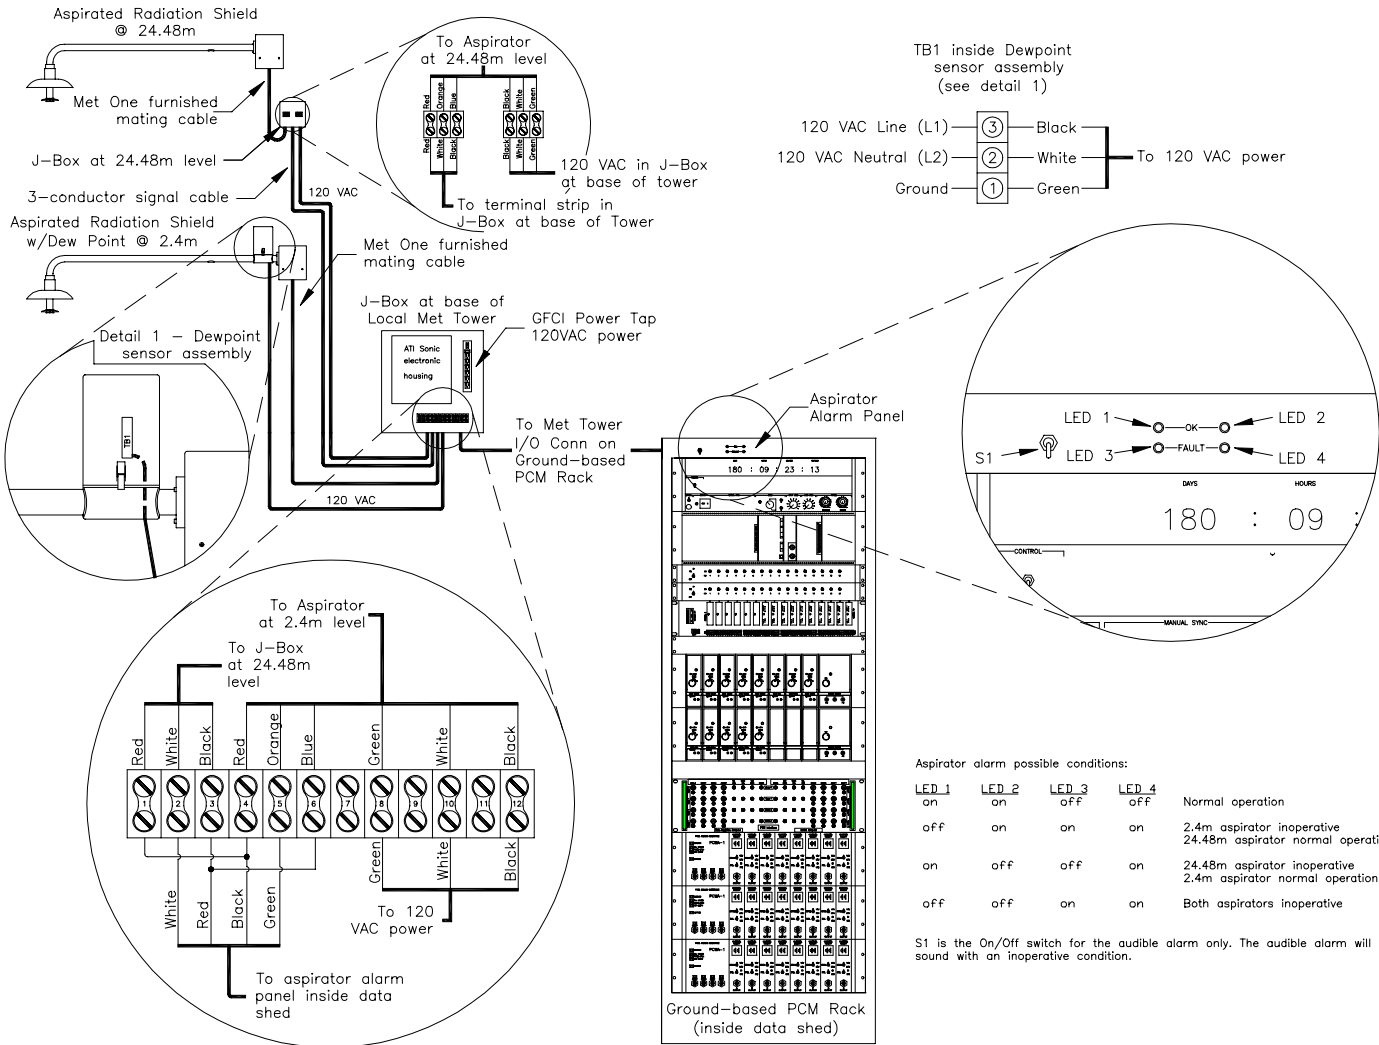 Aspirated Radiation Shield
@ 24.48m
Met One furnished
mating cable
J-Box at 24.48m level
3-conductor signal cable
120 VAC
Aspirated Radiation Shield
w/Dew Point @ 2.4m
Met One furnished
mating cable
To Aspirator
at 24.48m level
Red
Orange
Blue
Black
White
Green
Red
White
Black
Black
White
Green
120 VAC in J-Box
at base of tower
To terminal strip in
J-Box at base of Tower
TB1 inside Dewpoint
sensor assembly
(see detail 1)
120 VAC Line (L1) 3 Black
120 VAC Neutral (L2) 2 White
Ground 1 Green
To 120 VAC power
Detail 1 - Dewpoint
sensor assembly
TB1
J-Box at base of
Local Met Tower
ATI Sonic
electronic
housing
GFCI Power Tap
120VAC power
120 VAC
To Met Tower
I/O Conn on
Ground-based
PCM Rack
Aspirator
Alarm Panel
180 : 09 : 23 : 13
LED 1 OK LED 2
S1 LED 3 FAULT LED 4
DAYS HOURS
180 : 09 :
CONTROL
MANUAL SYNC
To Aspirator
at 2.4m level
To J-Box
at 24.48m
level
Red
White
Black
Red
Orange
Blue
Green
White
Black
1 2 3 4 5 6 7 8 9 10 11 12
White
Red
Black
Green
Green
White
Black
To 120
VAC power
To aspirator alarm
panel inside data
shed
PCM-1
PCM-1
PCM-1
Ground-based PCM Rack
(inside data shed)
Aspirator alarm possible conditions:
LED 1 LED 2 LED 3 LED 4
on on off off Normal operation
off on on on 2.4m aspirator inoperative
24.48m aspirator normal operati
on off off on 24.48m aspirator inoperative
2.4m aspirator normal operation
off off on on Both aspirators inoperative
S1 is the On/Off switch for the audible alarm only. The audible alarm will
sound with an inoperative condition.